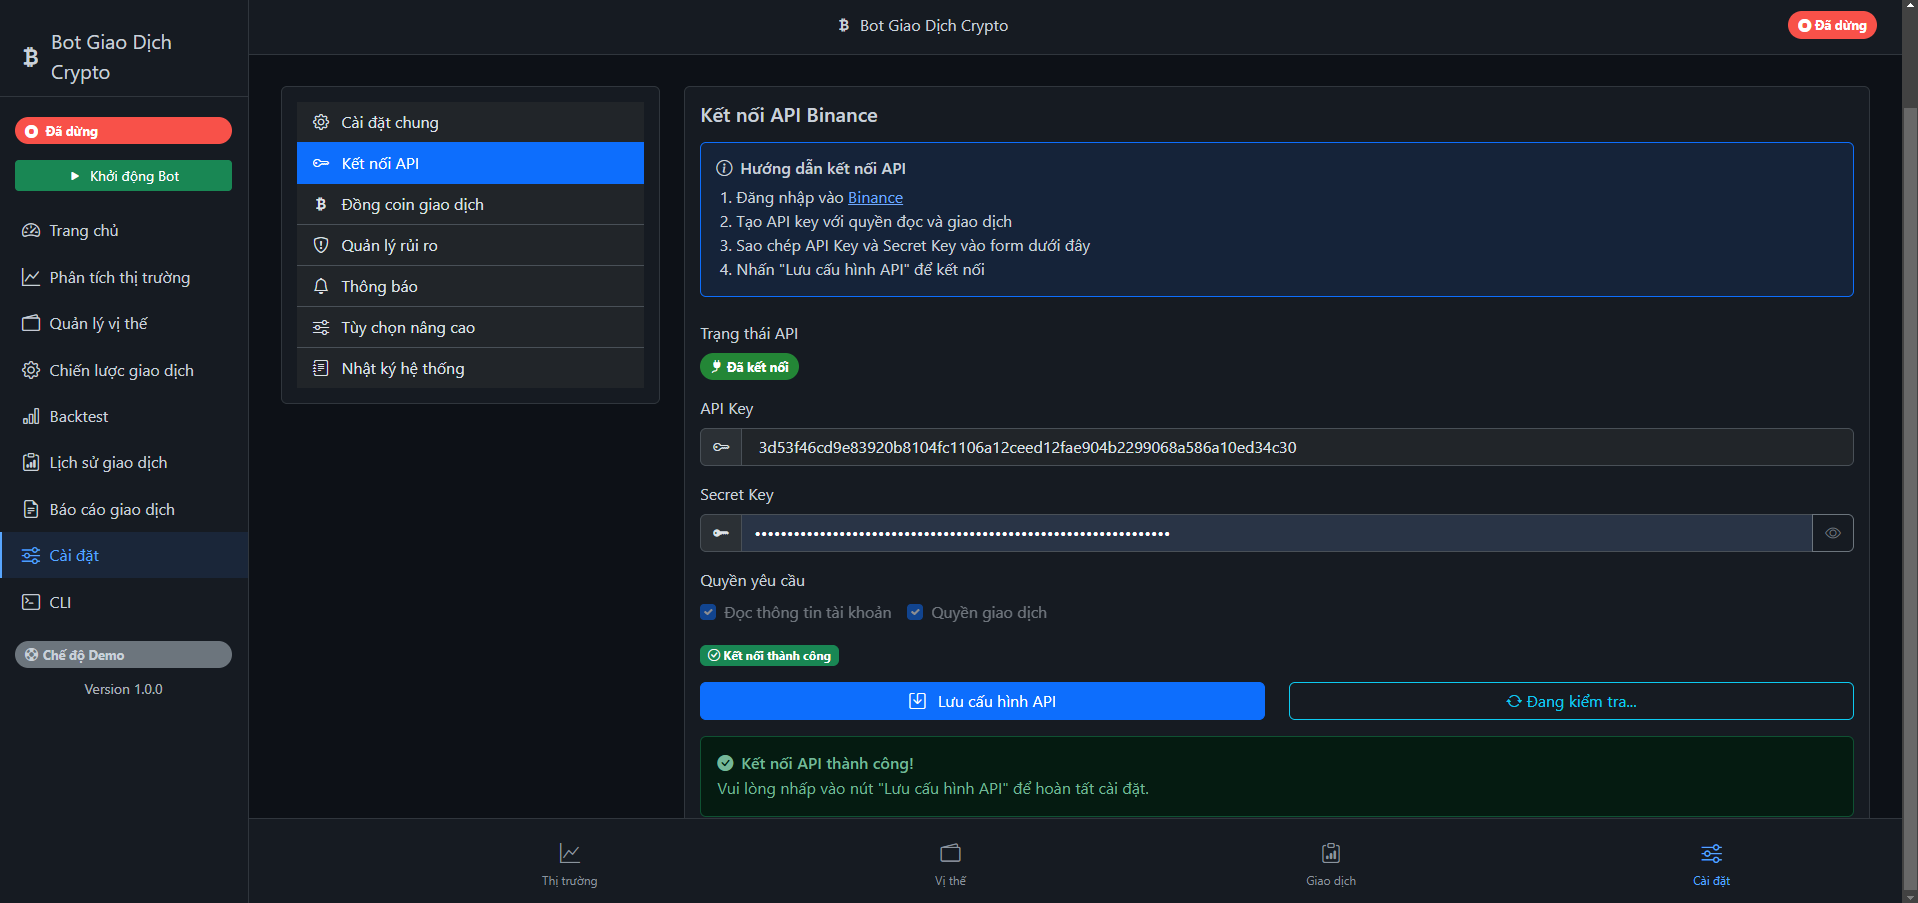 Bot Giao Dịch
Crypto
Đã dừng
Khởi động Bot
Trang chủ
Phân tích thị trường
Quản lý vị thế
Chiến lược giao dịch
Backtest
Lịch sử giao dịch
Báo cáo giao dịch
Cài đặt
CLI
Chế độ Demo
Version 1.0.0
Bot Giao Dịch Crypto
Đã dừng
Cài đặt chung
Kết nối API
Đồng coin giao dịch
Quản lý rủi ro
Thông báo
Tùy chọn nâng cao
Nhật ký hệ thống
Kết nối API Binance
Hướng dẫn kết nối API
1. Đăng nhập vào Binance
2. Tạo API key với quyền đọc và giao dịch
3. Sao chép API Key và Secret Key vào form dưới đây
4. Nhấn "Lưu cấu hình API" để kết nối
Trạng thái API
Đã kết nối
API Key
3d53f46cd9e83920b8104fc1106a12ceed12fae904b2299068a586a10ed34c30
Secret Key
Quyền yêu cầu
Đọc thông tin tài khoản Quyền giao dịch
Kết nối thành công
Lưu cấu hình API
Đang kiểm tra...
Kết nối API thành công!
Vui lòng nhấp vào nút "Lưu cấu hình API" để hoàn tất cài đặt.
Thị trường
Vị thế
Giao dịch
Cài đặt